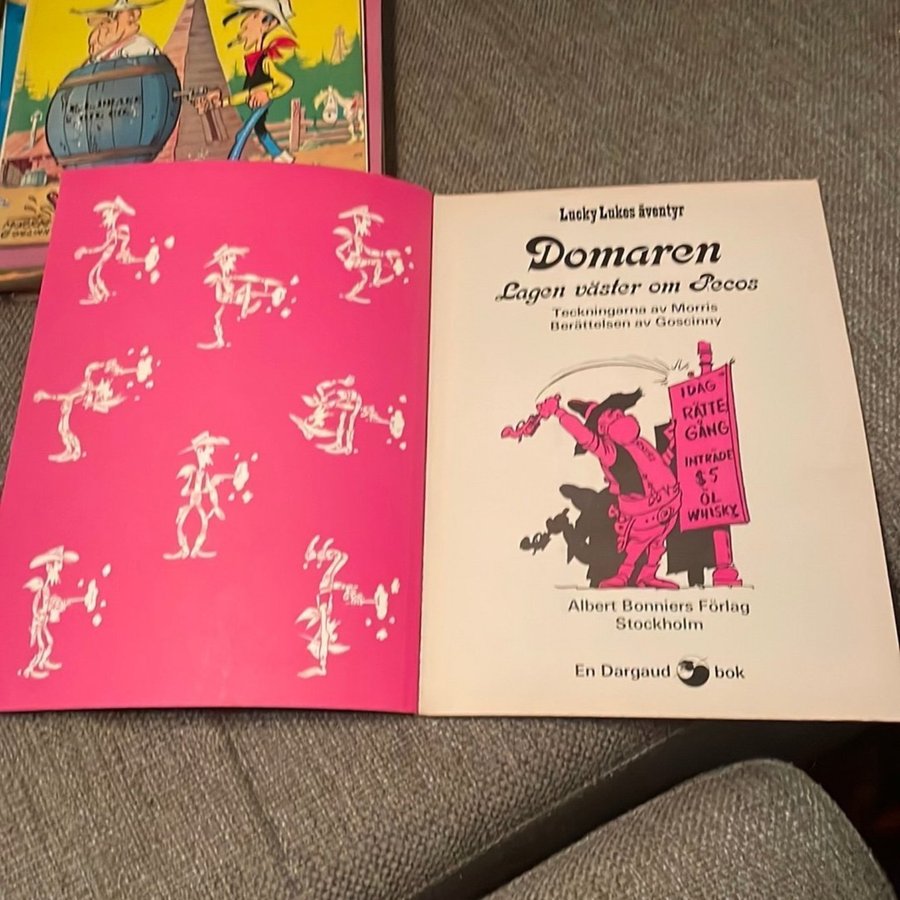 Lucky Lukes äventyr
Domaren
Lagen väster om Pecos
Teckningarna av Morris
Berättelsen av Goscinny
IDAG
RÄTTE
GÅNG
INTRÄDE
$5
ÖL
WHISKY
Albert Bonniers Förlag
Stockholm
En Dargaud bok